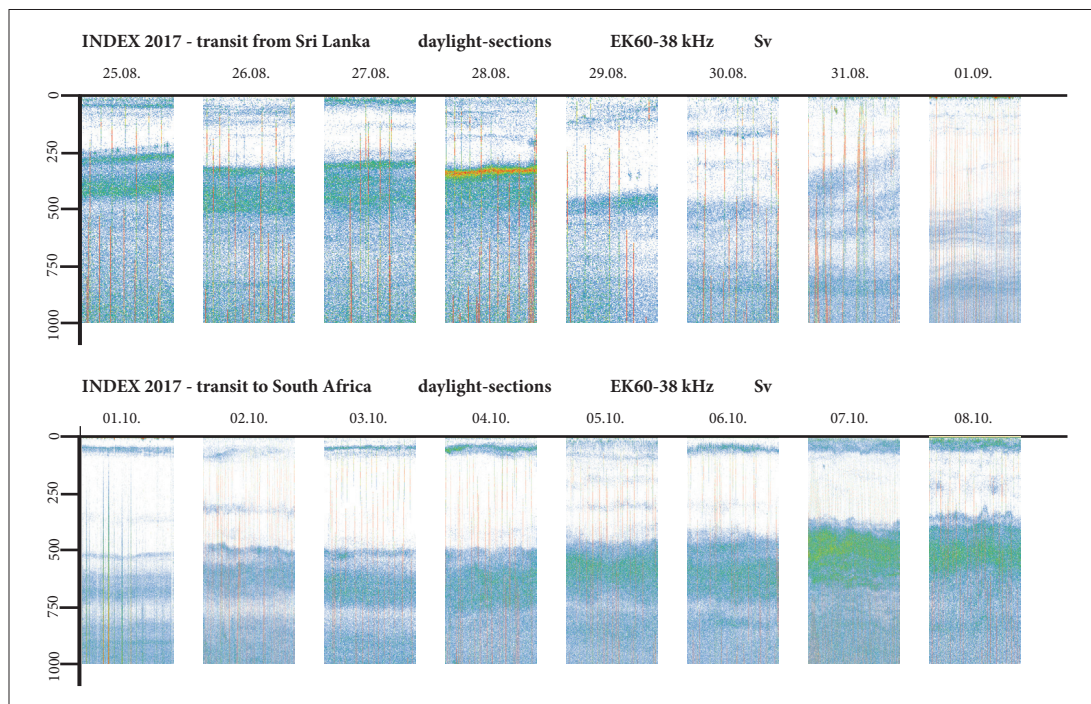 INDEX 2017 - transit from Sri Lanka daylight-sections EK60-38 kHz Sv
25.08. 26.08. 27.08. 28.08. 29.08. 30.08. 31.08. 01.09.
0
250
500
750
1000
INDEX 2017 - transit to South Africa daylight-sections EK60-38 kHz Sv
01.10. 02.10. 03.10. 04.10. 05.10. 06.10. 07.10. 08.10.
0
250
500
750
1000